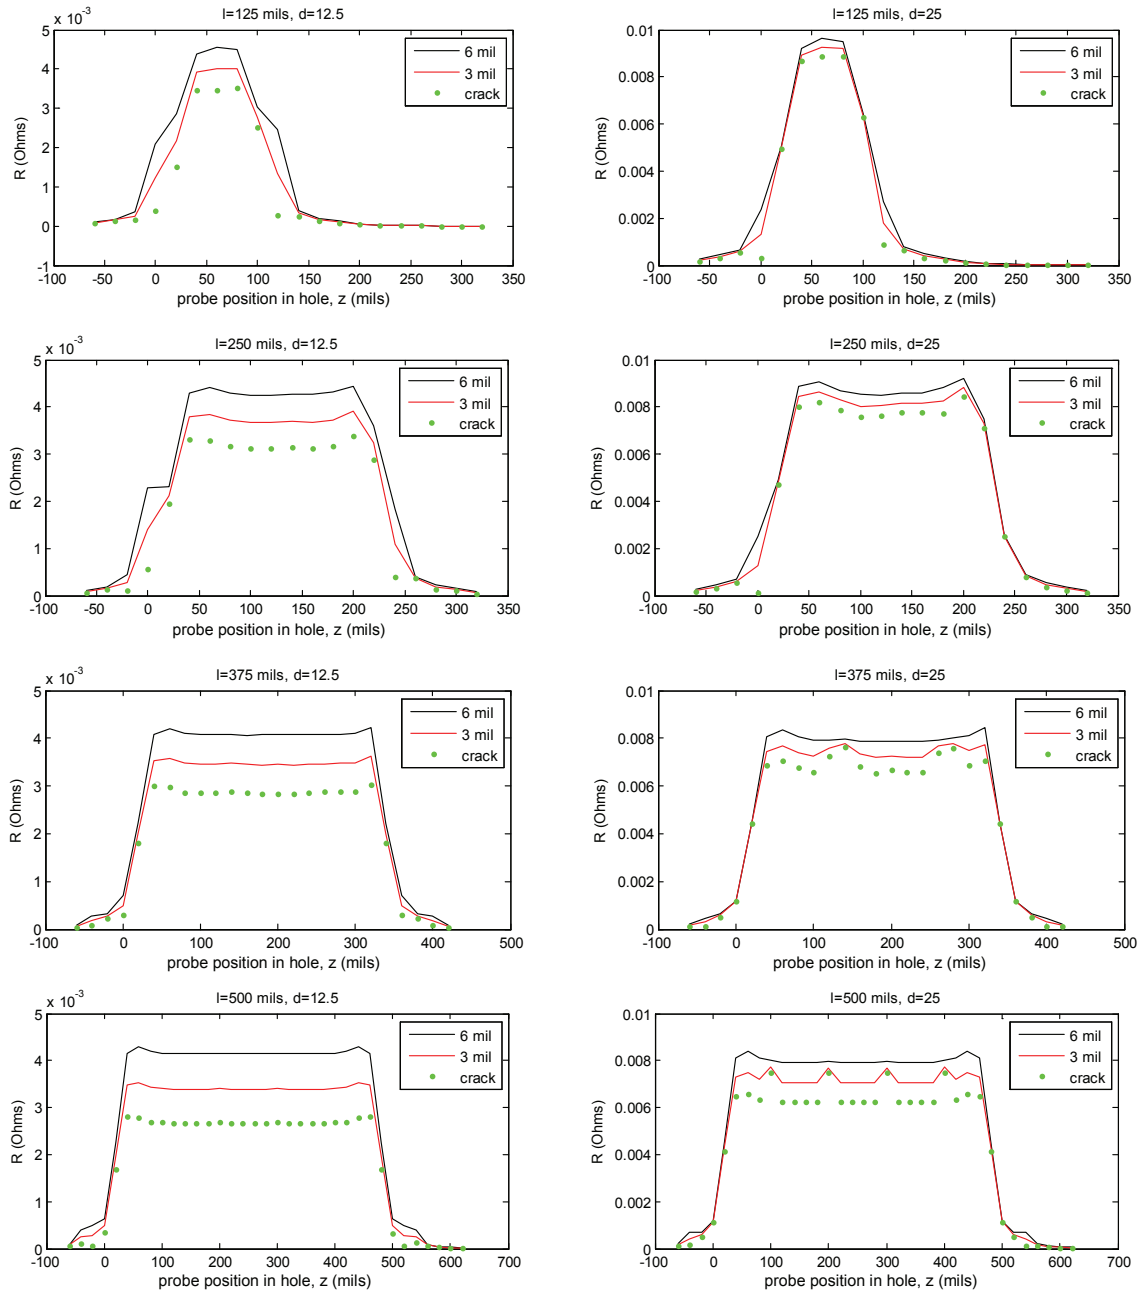 l=125 mils, d=12.5
x 10⁻³
5
4
3
2
1
0
-1
R (Ohms)
-100 -50 0 50 100 150 200 250 300 350
probe position in hole, z (mils)
6 mil
3 mil
crack
l=125 mils, d=25
0.01
0.008
0.006
0.004
0.002
0
R (Ohms)
-100 -50 0 50 100 150 200 250 300 350
probe position in hole, z (mils)
6 mil
3 mil
crack
l=250 mils, d=12.5
x 10⁻³
5
4
3
2
1
0
R (Ohms)
-100 -50 0 50 100 150 200 250 300 350
probe position in hole, z (mils)
6 mil
3 mil
crack
l=250 mils, d=25
0.01
0.008
0.006
0.004
0.002
0
R (Ohms)
-100 -50 0 50 100 150 200 250 300 350
probe position in hole, z (mils)
6 mil
3 mil
crack
l=375 mils, d=12.5
x 10⁻³
5
4
3
2
1
0
R (Ohms)
-100 0 100 200 300 400 500
probe position in hole, z (mils)
6 mil
3 mil
crack
l=375 mils, d=25
0.01
0.008
0.006
0.004
0.002
0
R (Ohms)
-100 0 100 200 300 400 500
probe position in hole, z (mils)
6 mil
3 mil
crack
l=500 mils, d=12.5
x 10⁻³
5
4
3
2
1
0
R (Ohms)
-100 0 100 200 300 400 500 600 700
probe position in hole, z (mils)
6 mil
3 mil
crack
l=500 mils, d=25
0.01
0.008
0.006
0.004
0.002
0
R (Ohms)
-100 0 100 200 300 400 500 600 700
probe position in hole, z (mils)
6 mil
3 mil
crack